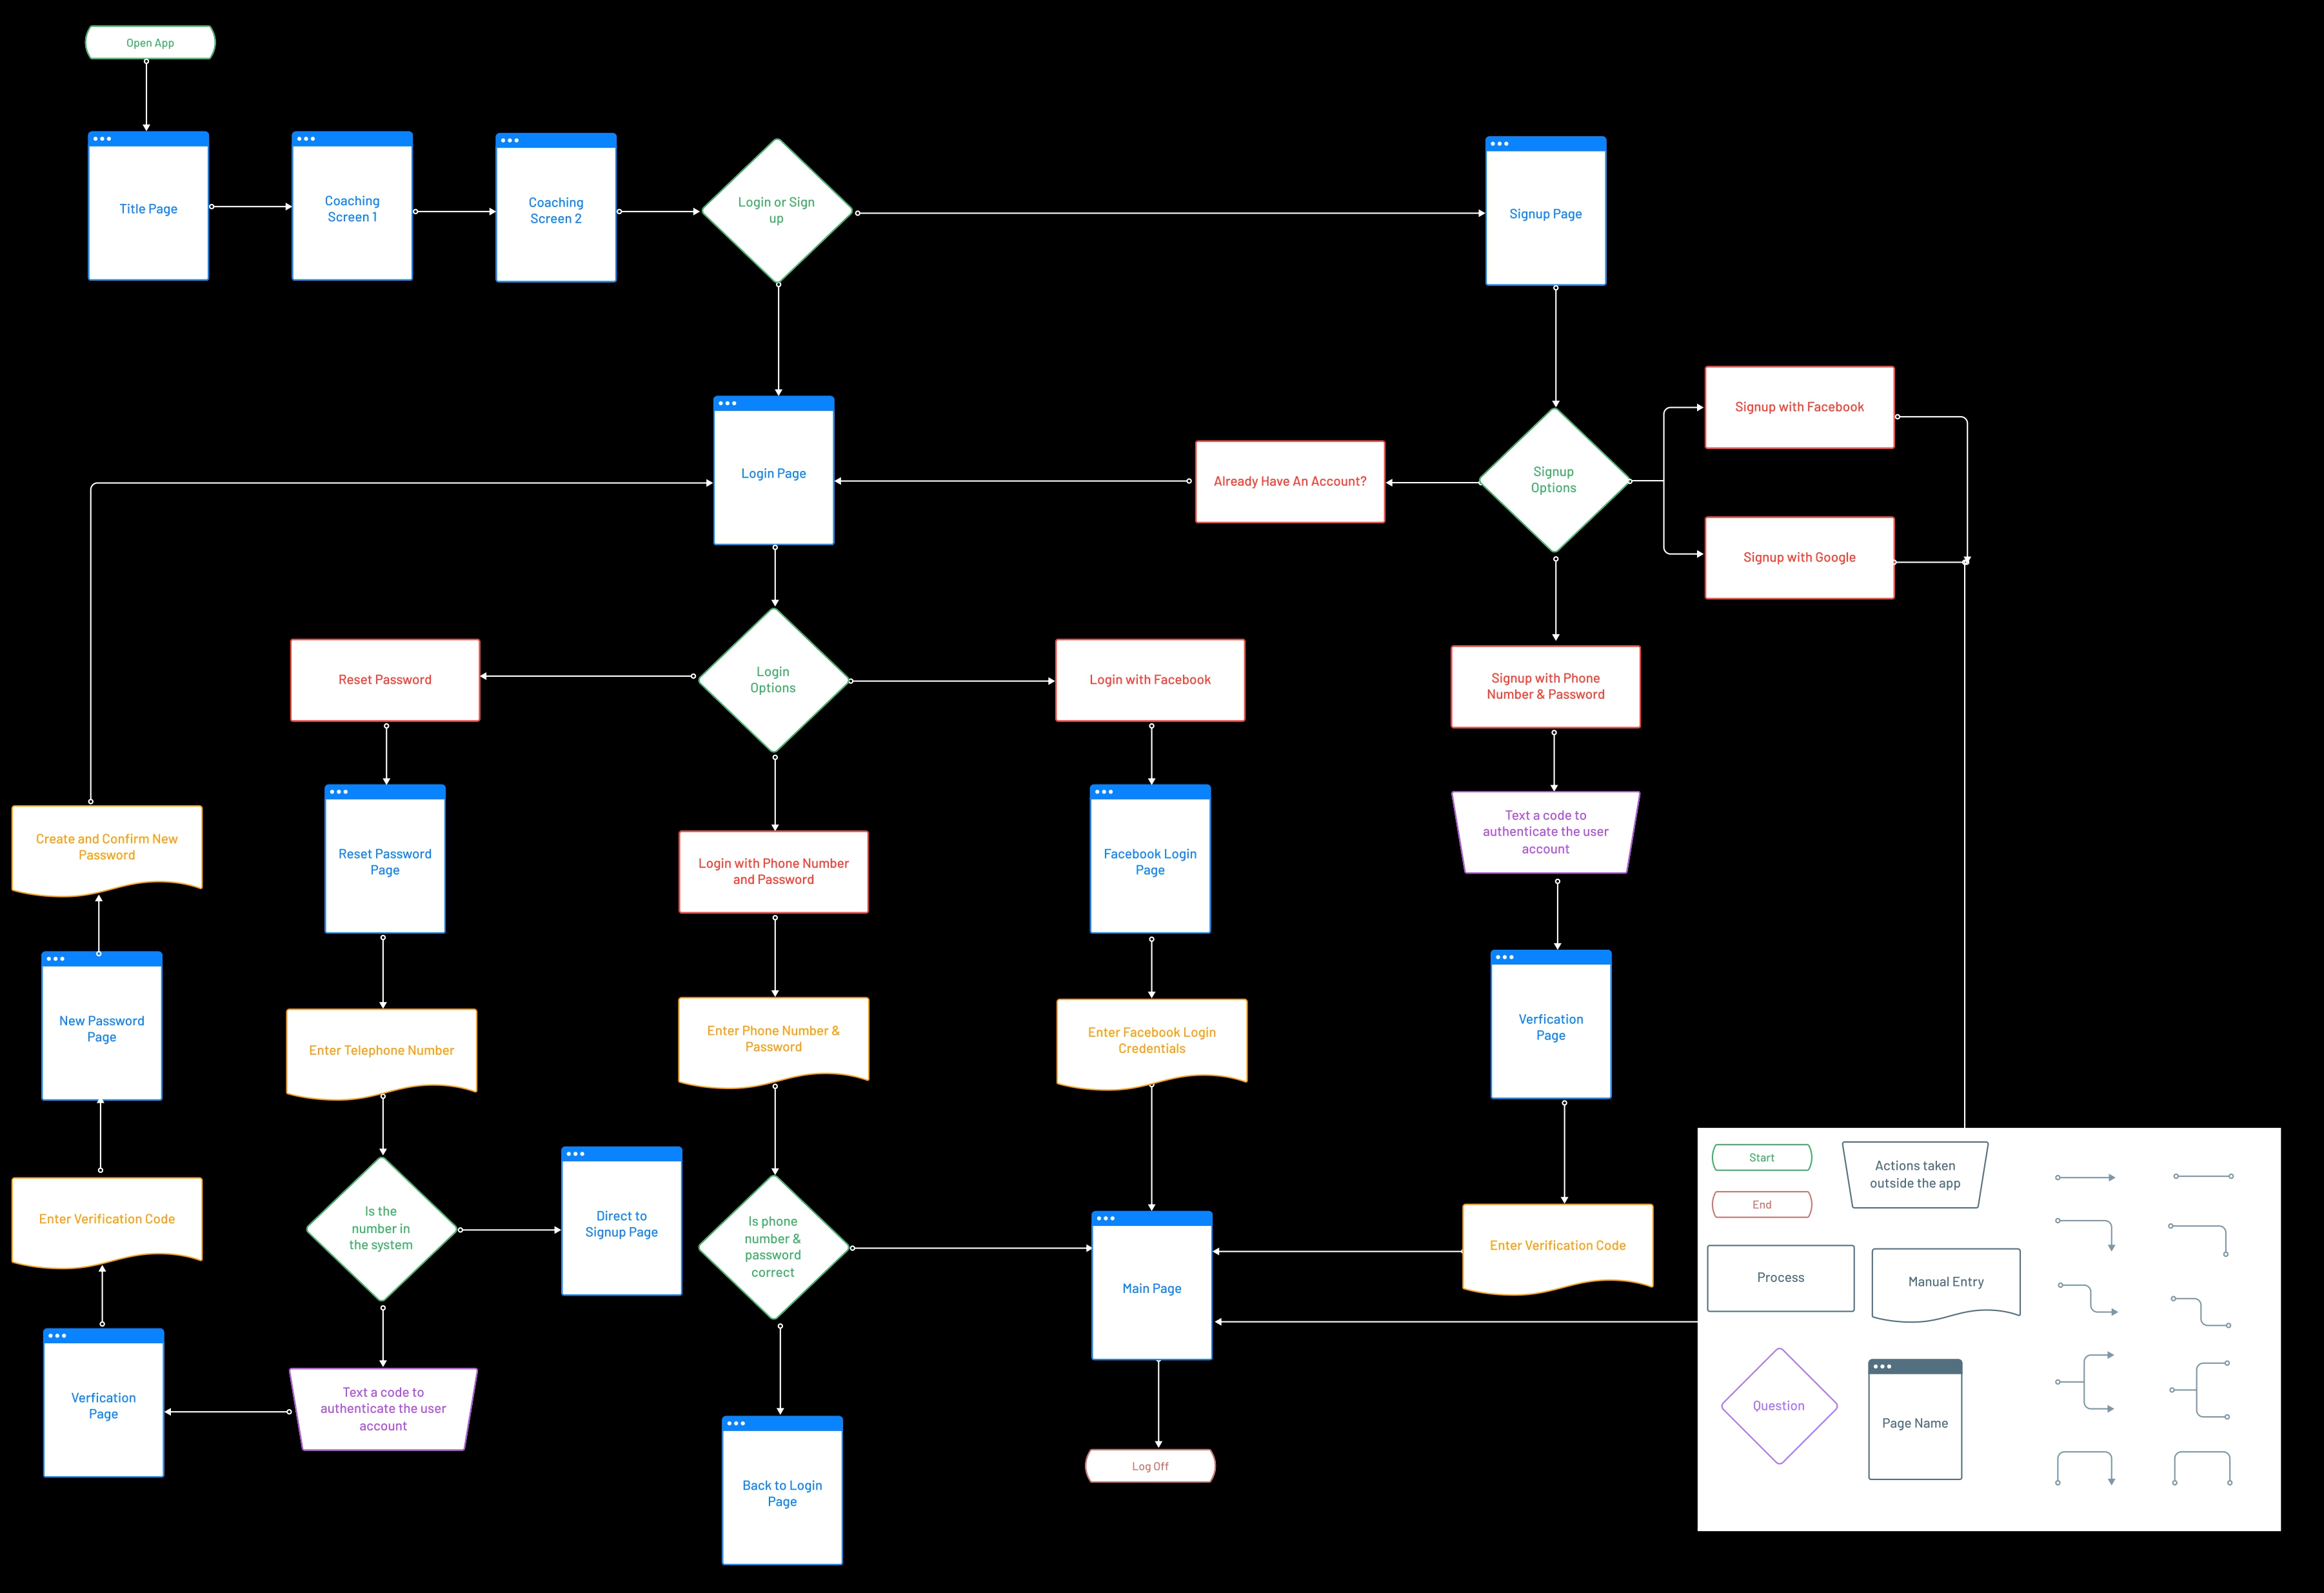 Open App
Title Page
Coaching
Screen 1
Coaching
Screen 2
Login or Sign
up
Signup Page
Signup with Facebook
Login Page
Already Have An Account?
Signup
Options
Signup with Google
Reset Password
Login
Options
Login with Facebook
Signup with Phone
Number & Password
Create and Confirm New
Password
Reset Password
Page
Login with Phone Number
and Password
Facebook Login
Page
Text a code to
authenticate the user
account
New Password
Page
Enter Telephone Number
Enter Phone Number &
Password
Enter Facebook Login
Credentials
Verfication
Page
Enter Verification Code
Is the
number in
the system
Direct to
Signup Page
Is phone
number &
password
correct
Main Page
Enter Verification Code
Verfication
Page
Text a code to
authenticate the user
account
Back to Login
Page
Log Off
Start
Actions taken
outside the app
End
Process
Manual Entry
Question
Page Name